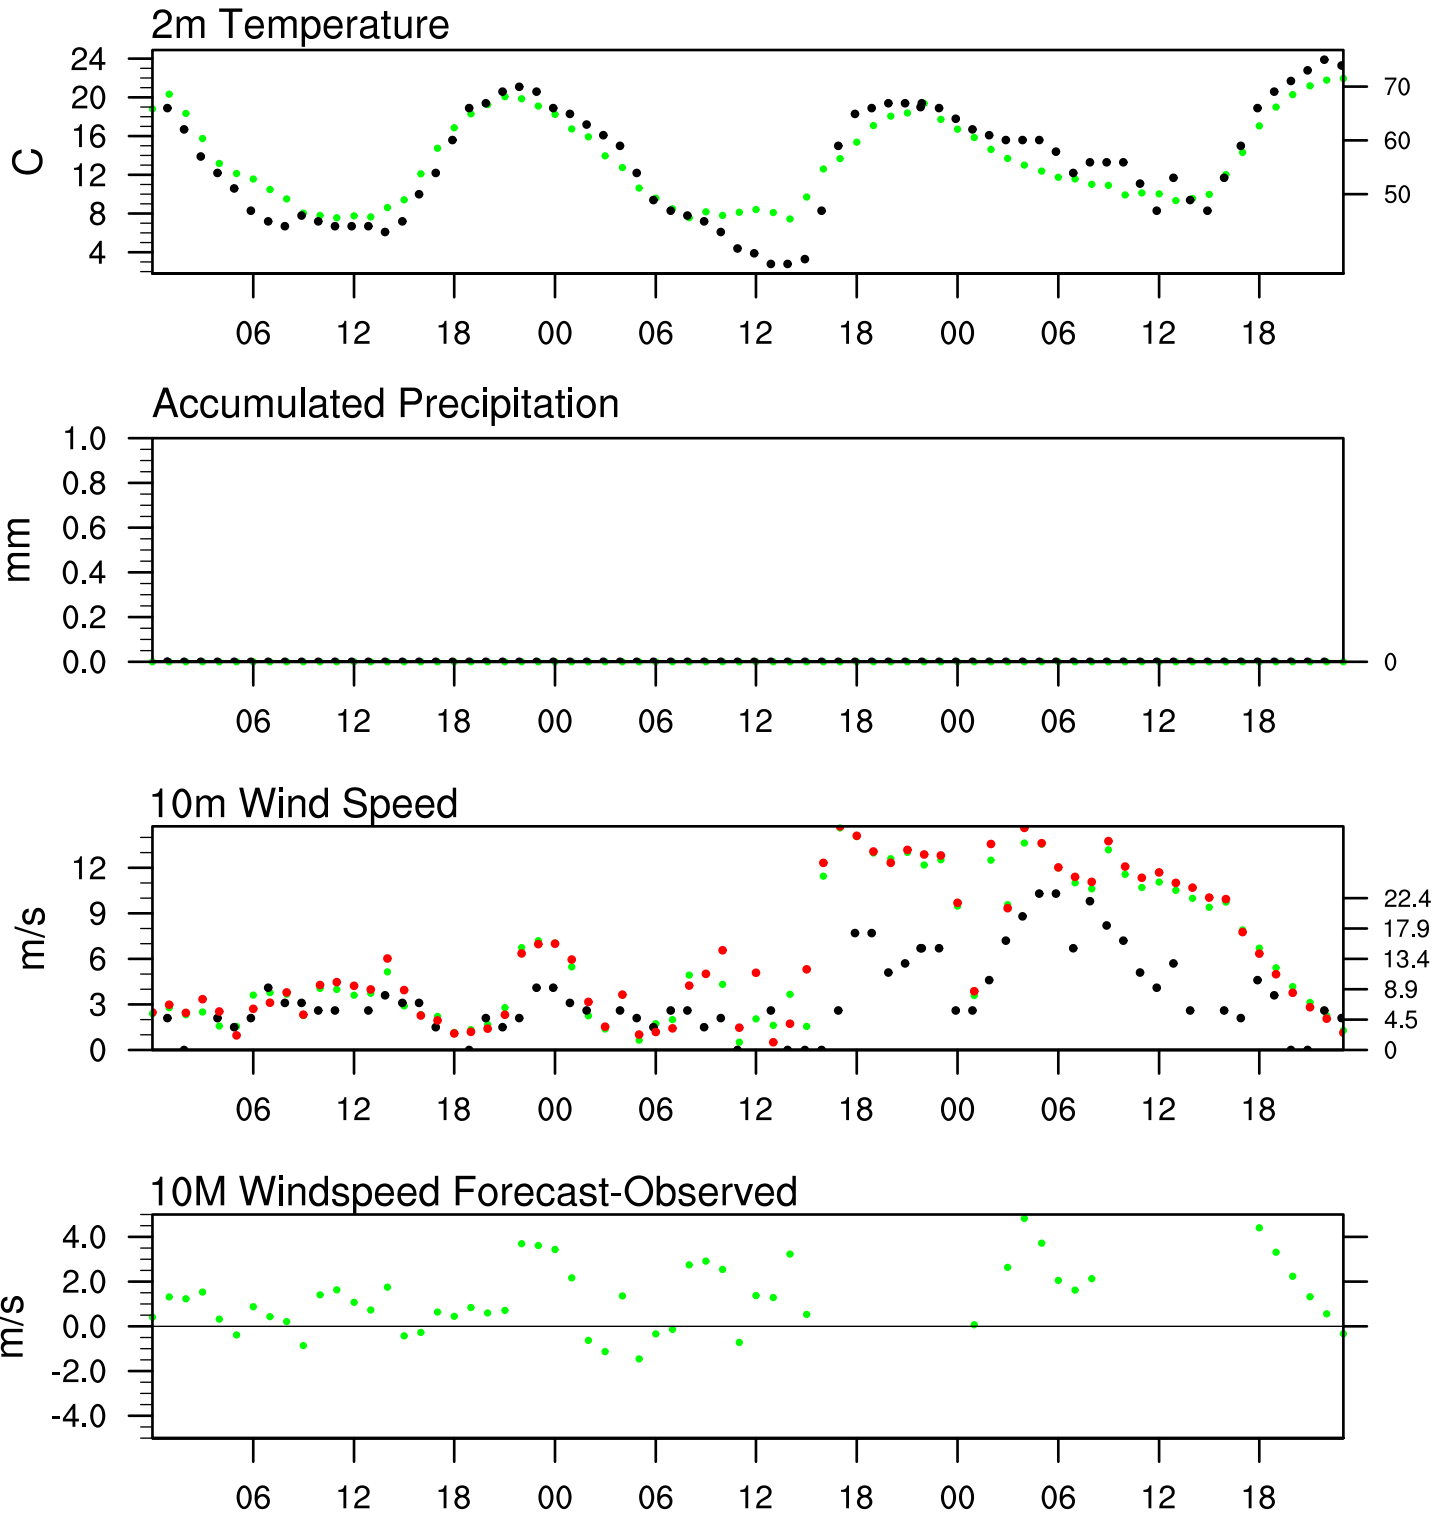 2m Temperature
24
20
16
12
8
4
C
70
60
50
06 12 18 00 06 12 18 00 06 12 18
Accumulated Precipitation
1.0
0.8
0.6
0.4
0.2
0.0
mm
0
06 12 18 00 06 12 18 00 06 12 18
10m Wind Speed
12
9
6
3
0
m/s
22.4
17.9
13.4
8.9
4.5
0
06 12 18 00 06 12 18 00 06 12 18
10M Windspeed Forecast-Observed
4.0
2.0
0.0
-2.0
-4.0
m/s
06 12 18 00 06 12 18 00 06 12 18